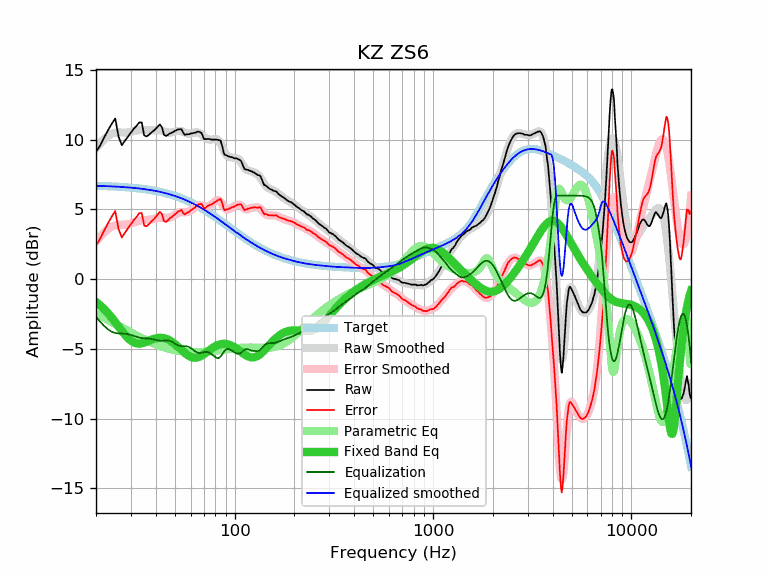 KZ ZS6
Amplitude (dBr)
15
10
5
0
−5
−10
−15
Target
Raw Smoothed
Error Smoothed
Raw
Error
Parametric Eq
Fixed Band Eq
Equalization
Equalized smoothed
100
1000
10000
Frequency (Hz)